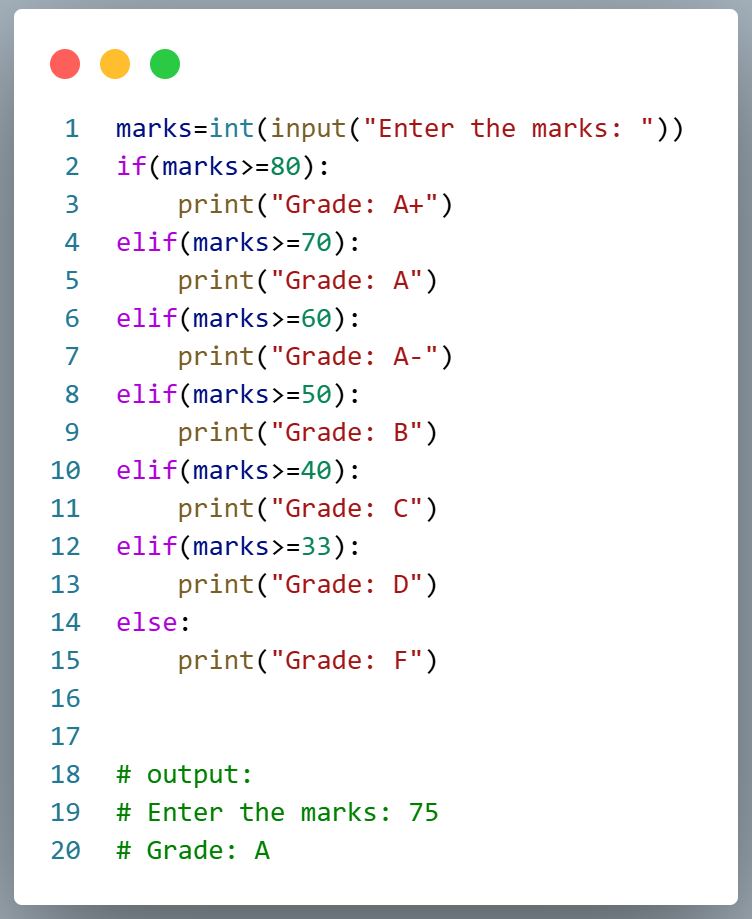 1 marks=int(input("Enter the marks: "))
2 if(marks>=80):
3     print("Grade: A+")
4 elif(marks>=70):
5     print("Grade: A")
6 elif(marks>=60):
7     print("Grade: A-")
8 elif(marks>=50):
9     print("Grade: B")
10 elif(marks>=40):
11     print("Grade: C")
12 elif(marks>=33):
13     print("Grade: D")
14 else:
15     print("Grade: F")
16
17
18 # output:
19 # Enter the marks: 75
20 # Grade: A